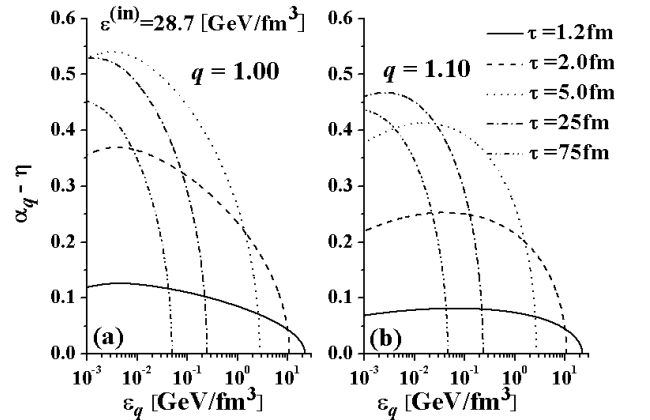 ε^(in)=28.7 [GeV/fm³]
q = 1.00
q = 1.10
τ =1.2fm
τ =2.0fm
τ =5.0fm
τ =25fm
τ =75fm
α_q - η
0.6
0.5
0.4
0.3
0.2
0.1
0.0
(a)
10⁻³ 10⁻² 10⁻¹ 10⁰ 10¹
ε_q [GeV/fm³]
0.6
0.5
0.4
0.3
0.2
0.1
0.0
(b)
10⁻³ 10⁻² 10⁻¹ 10⁰ 10¹
ε_q [GeV/fm³]